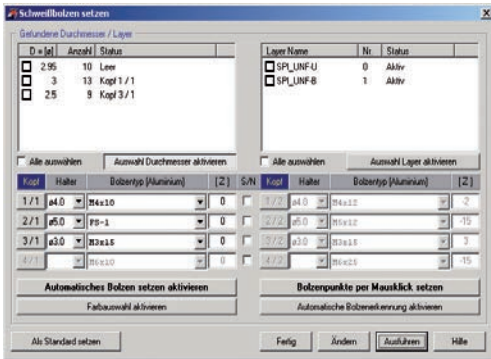 Schweißbolzen setzen
Gefundene Durchmesser / Layer
D = [ø] Anzahl Status
2.95 10 Leer
3 13 Kopf 1 / 1
2.5 9 Kopf 3 / 1
Layer Name Nr. Status
SPI_UNF-U 0 Aktiv
SPI_UNF-B 1 Aktiv
Alle auswählen Auswahl Durchmesser aktivieren
Alle auswählen Auswahl Layer aktivieren
Kopf Halter Bolzentyp (Aluminium) [ Z ] S/N Kopf Halter Bolzentyp (Aluminium) [ Z ]
1 / 1 ø4.0 M4x10 0 1 / 2 ø4.0 M4x12 -2
2 / 1 ø5.0 FS-1 0 2 / 2 ø5.0 M5x12 -15
3 / 1 ø3.0 M3x15 0 3 / 2 ø3.0 M3x15 3
4 / 1 M6x10 0 4 / 2 M6x25 -15
Automatisches Bolzen setzen aktivieren
Bolzenpunkte per Mausklick setzen
Farbauswahl aktivieren
Automatische Bolzenerkennung aktivieren
Als Standard setzen Fertig Ändern Ausführen Hilfe